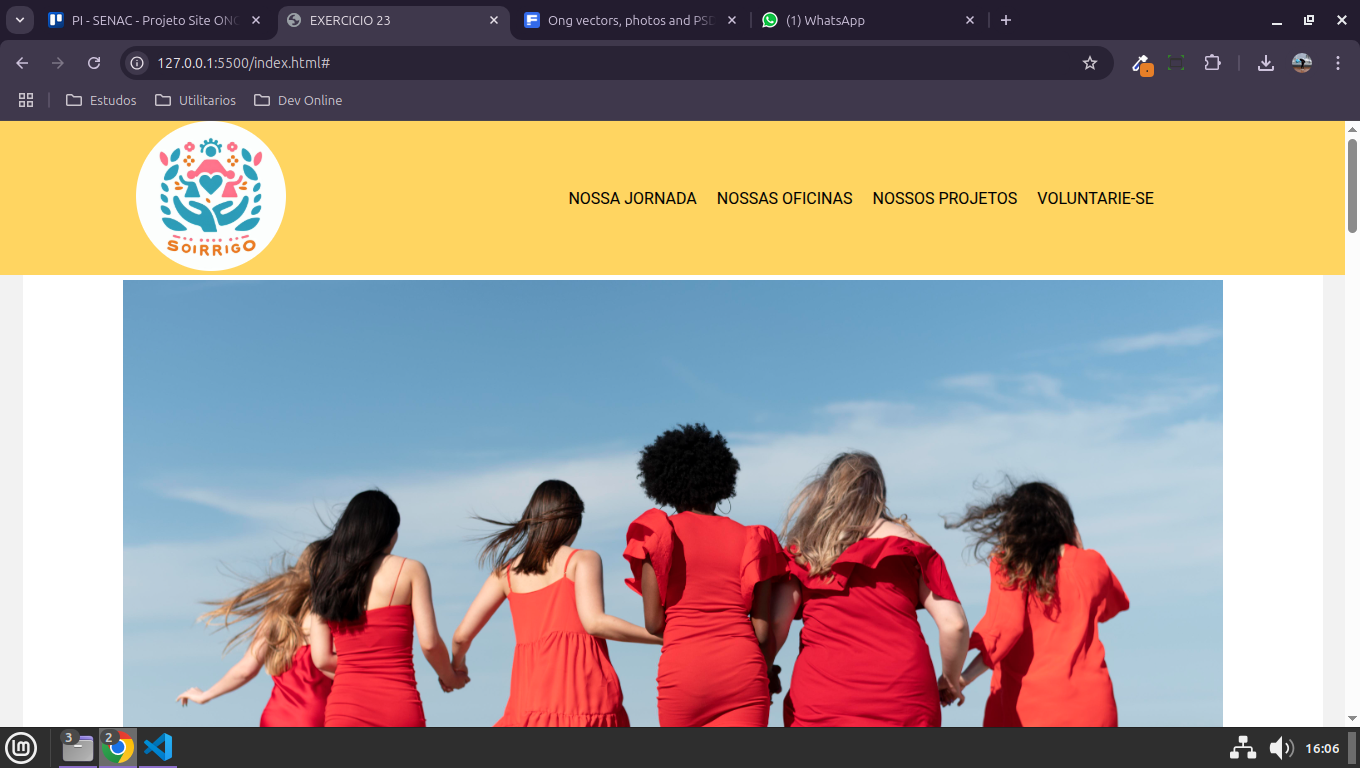 PI - SENAC - Projeto Site ONG
EXERCICIO 23
Ong vectors, photos and PSD
(1) WhatsApp
127.0.0.1:5500/index.html#
Estudos
Utilitarios
Dev Online
SOIRRIGO
NOSSA JORNADA
NOSSAS OFICINAS
NOSSOS PROJETOS
VOLUNTARIE-SE
3
2
16:06